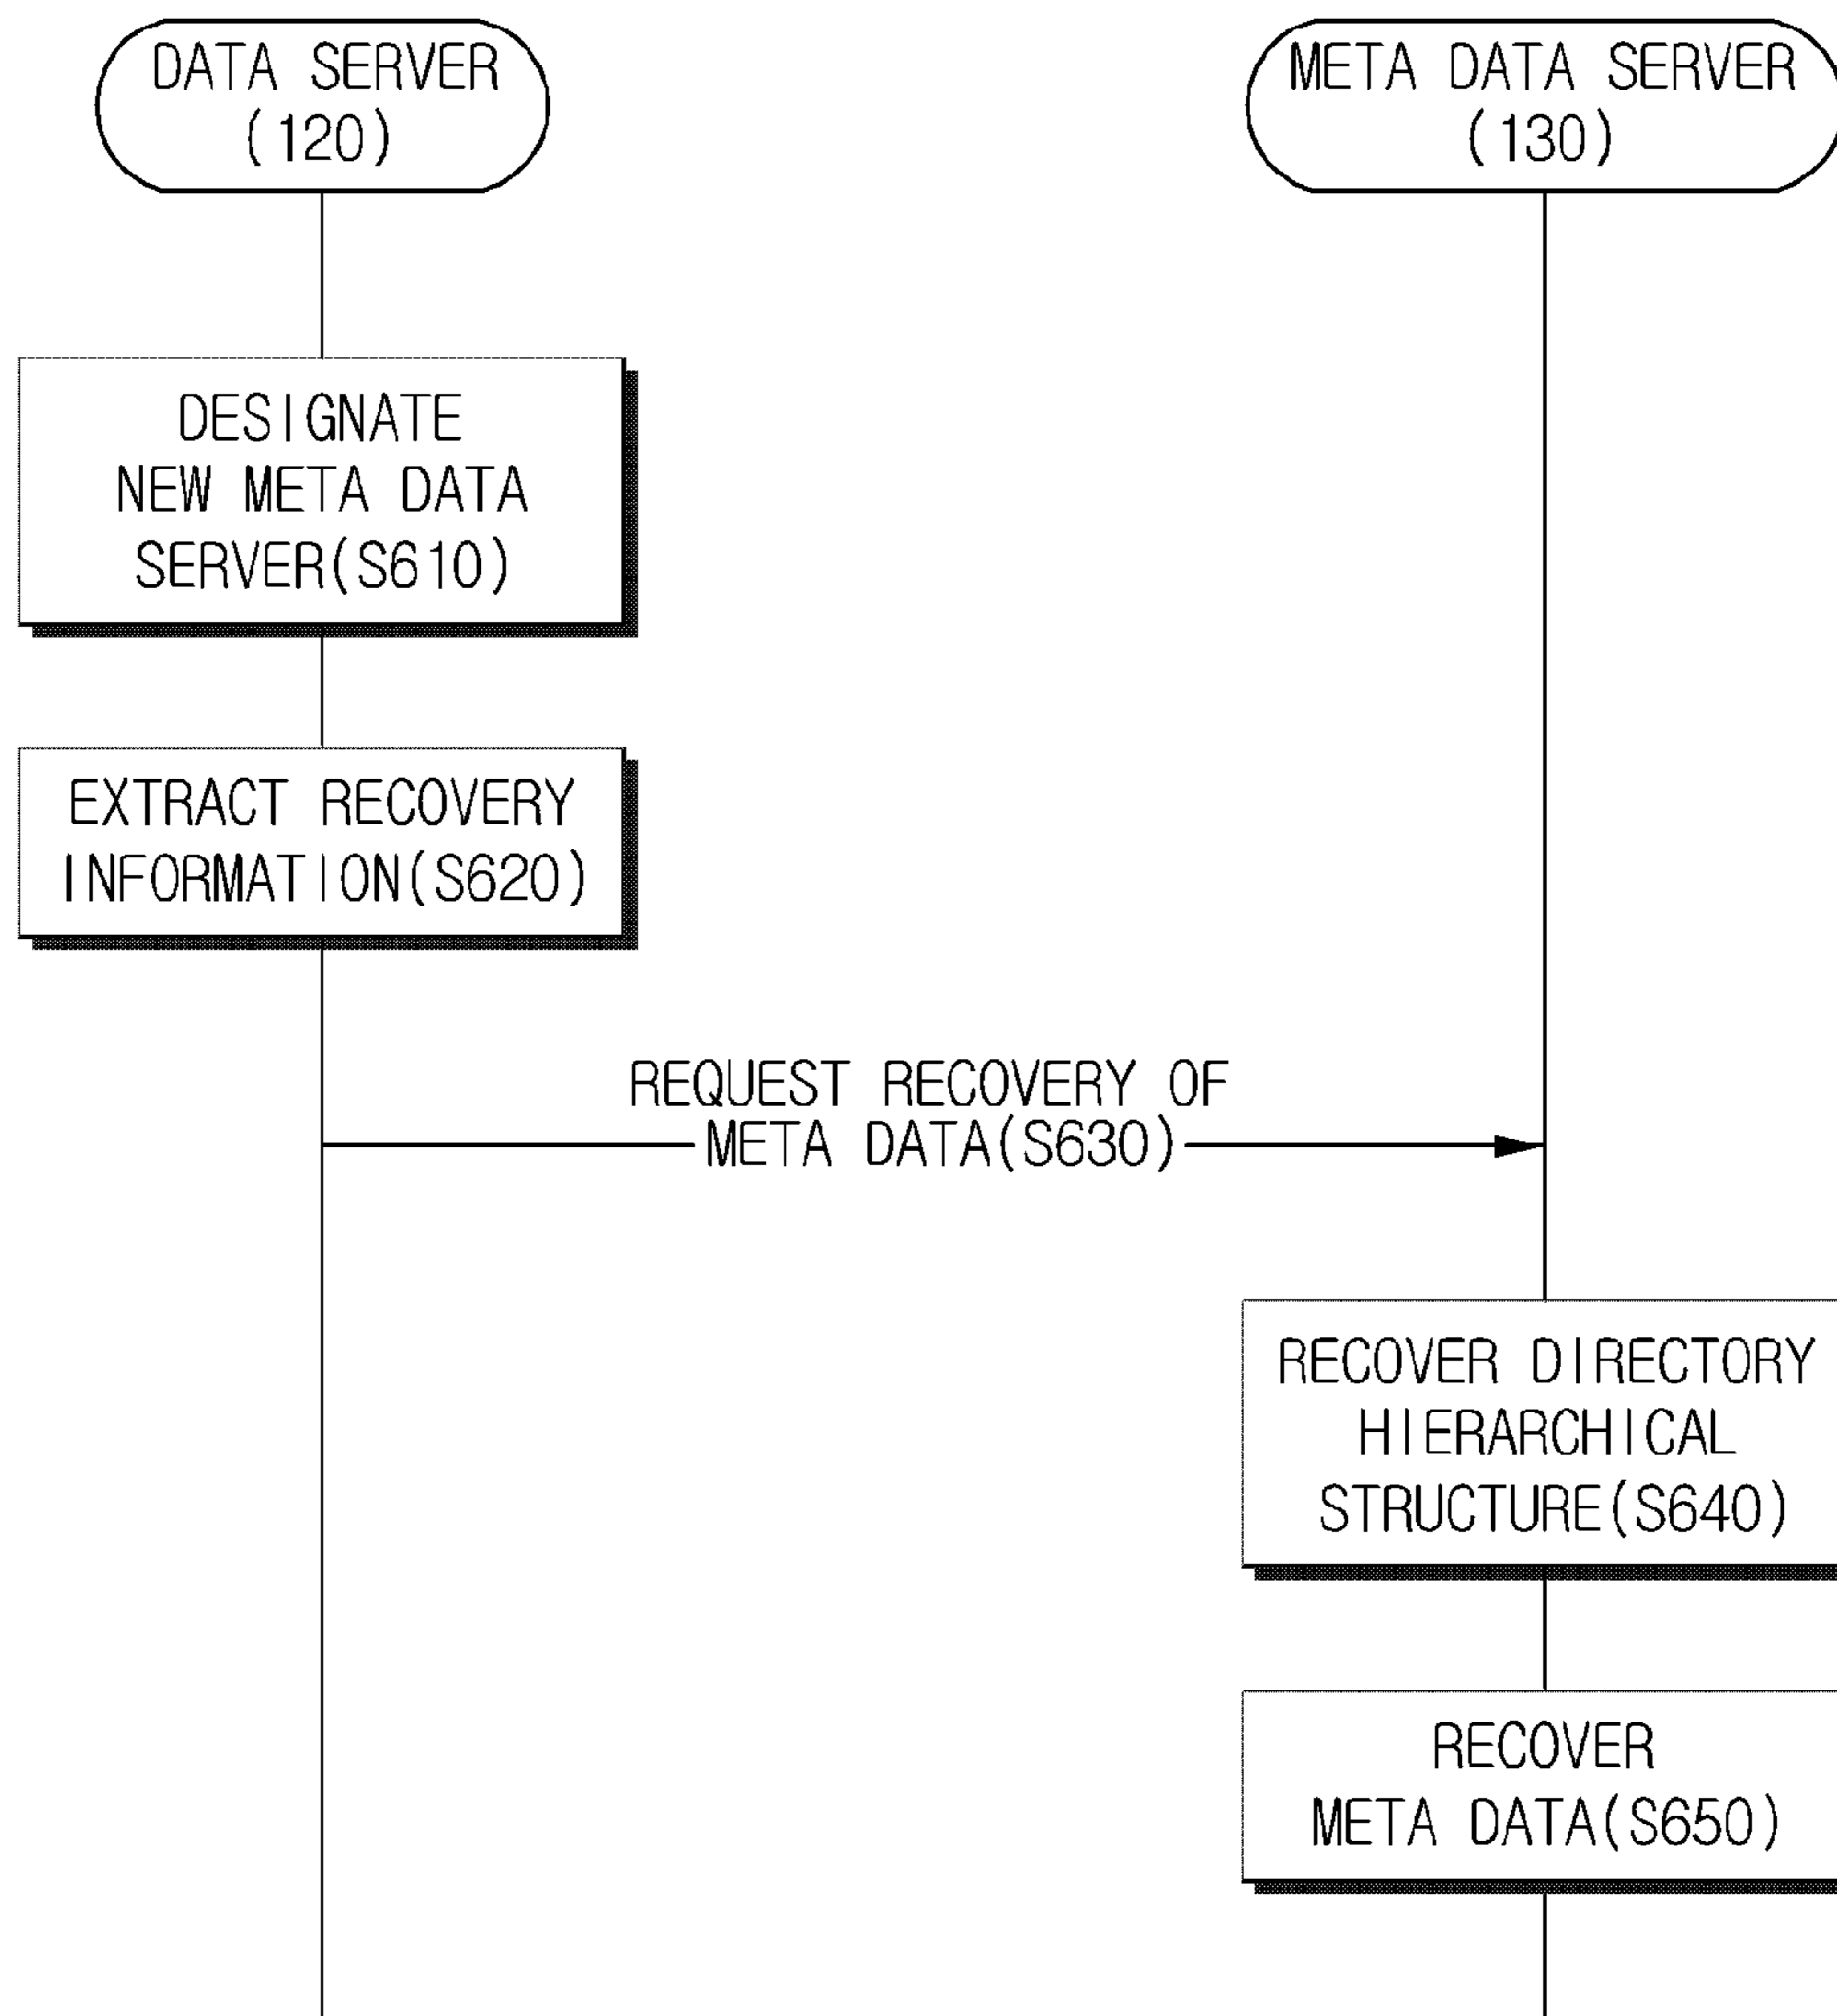 DATA SERVER
(120)
META DATA SERVER
(130)
DESIGNATE
NEW META DATA
SERVER(S610)
EXTRACT RECOVERY
INFORMATION(S620)
REQUEST RECOVERY OF
META DATA(S630)
RECOVER DIRECTORY
HIERARCHICAL
STRUCTURE(S640)
RECOVER
META DATA(S650)